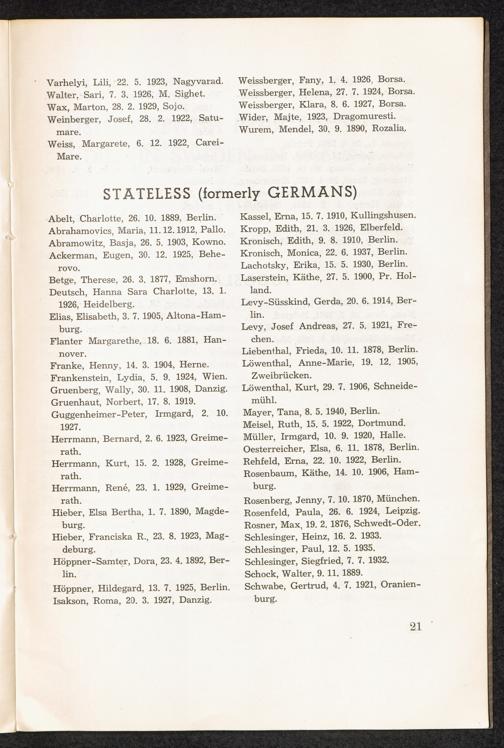 Varhelyi, Lili, 22. 5. 1923, Nagyvarad.
Walter, Sari, 7. 3. 1926, M. Sighet.
Wax, Marton, 28. 2. 1929, Sojo.
Weinberger, Josef, 28. 2. 1922, Satu-
mare.
Weiss, Margarete, 6. 12. 1922, Carei-
Mare.
Weissberger, Fany, 1. 4. 1926, Borsa.
Weissberger, Helena, 27. 7. 1924, Borsa.
Weissberger, Klara, 8. 6. 1927, Borsa.
Wider, Majte, 1923, Dragomuresti.
Wurem, Mendel, 30. 9. 1890, Rozalia.
STATELESS (formerly GERMANS)
Abelt, Charlotte, 26. 10. 1889, Berlin.
Abrahamovics, Maria, 11. 12. 1912, Pallo.
Abramowitz, Basja, 26. 5. 1903, Kowno.
Ackerman, Eugen, 30. 12. 1925, Behe-
rovo.
Betge, Therese, 26. 3. 1877, Emshorn.
Deutsch, Hanna Sara Charlotte, 13. 1.
1926, Heidelberg.
Elias, Elisabeth, 3. 7. 1905, Altona-Ham-
burg.
Flanter Margarethe, 18. 6. 1881, Han-
nover.
Franke, Henny, 14. 3. 1904, Herne.
Frankenstein, Lydia, 5. 9. 1924, Wien.
Gruenberg, Wally, 30. 11. 1908, Danzig.
Gruenhaut, Norbert, 17. 8. 1919.
Guggenheimer-Peter, Irmgard, 2. 10.
1927.
Herrmann, Bernard, 2. 6. 1923, Greime-
rath.
Herrmann, Kurt, 15. 2. 1928, Greime-
rath.
Herrmann, René, 23. 1. 1929, Greime-
rath.
Hieber, Elsa Bertha, 1. 7. 1890, Magde-
burg.
Hieber, Franciska R., 23. 8. 1923, Mag-
deburg.
Höppner-Samter, Dora, 23. 4. 1892, Ber-
lin.
Höppner, Hildegard, 13. 7. 1925, Berlin.
Isakson, Roma, 20. 3. 1927, Danzig.
Kassel, Erna, 15. 7. 1910, Kullingshusen.
Kropp, Edith, 21. 3. 1926, Elberfeld.
Kronisch, Edith, 9. 8. 1910, Berlin.
Kronisch, Monica, 22. 6. 1937, Berlin.
Lachotsky, Erika, 15. 5. 1930, Berlin.
Laserstein, Käthe, 27. 5. 1900, Pr. Hol-
land.
Levy-Süsskind, Gerda, 20. 6. 1914, Ber-
lin.
Levy, Josef Andreas, 27. 5. 1921, Fre-
chen.
Liebenthal, Frieda, 10. 11. 1878, Berlin.
Löwenthal, Anne-Marie, 19. 12. 1905,
Zweibrücken.
Löwenthal, Kurt, 29. 7. 1906, Schneide-
mühl.
Mayer, Tana, 8. 5. 1940, Berlin.
Meisel, Ruth, 15. 5. 1922, Dortmund.
Müller, Irmgard, 10. 9. 1920, Halle.
Oesterreicher, Elsa, 6. 11. 1878, Berlin.
Rehfeld, Erna, 22. 10. 1922, Berlin.
Rosenbaum, Käthe, 14. 10. 1906, Ham-
burg.
Rosenberg, Jenny, 7. 10. 1870, München.
Rosenfeld, Paula, 26. 6. 1924, Leipzig.
Rosner, Max, 19. 2. 1876, Schwedt-Oder.
Schlesinger, Heinz, 16. 2. 1933.
Schlesinger, Paul, 12. 5. 1935.
Schlesinger, Siegfried, 7. 7. 1932.
Schock, Walter, 9. 11. 1889.
Schwabe, Gertrud, 4. 7. 1921, Oranien-
burg.
21